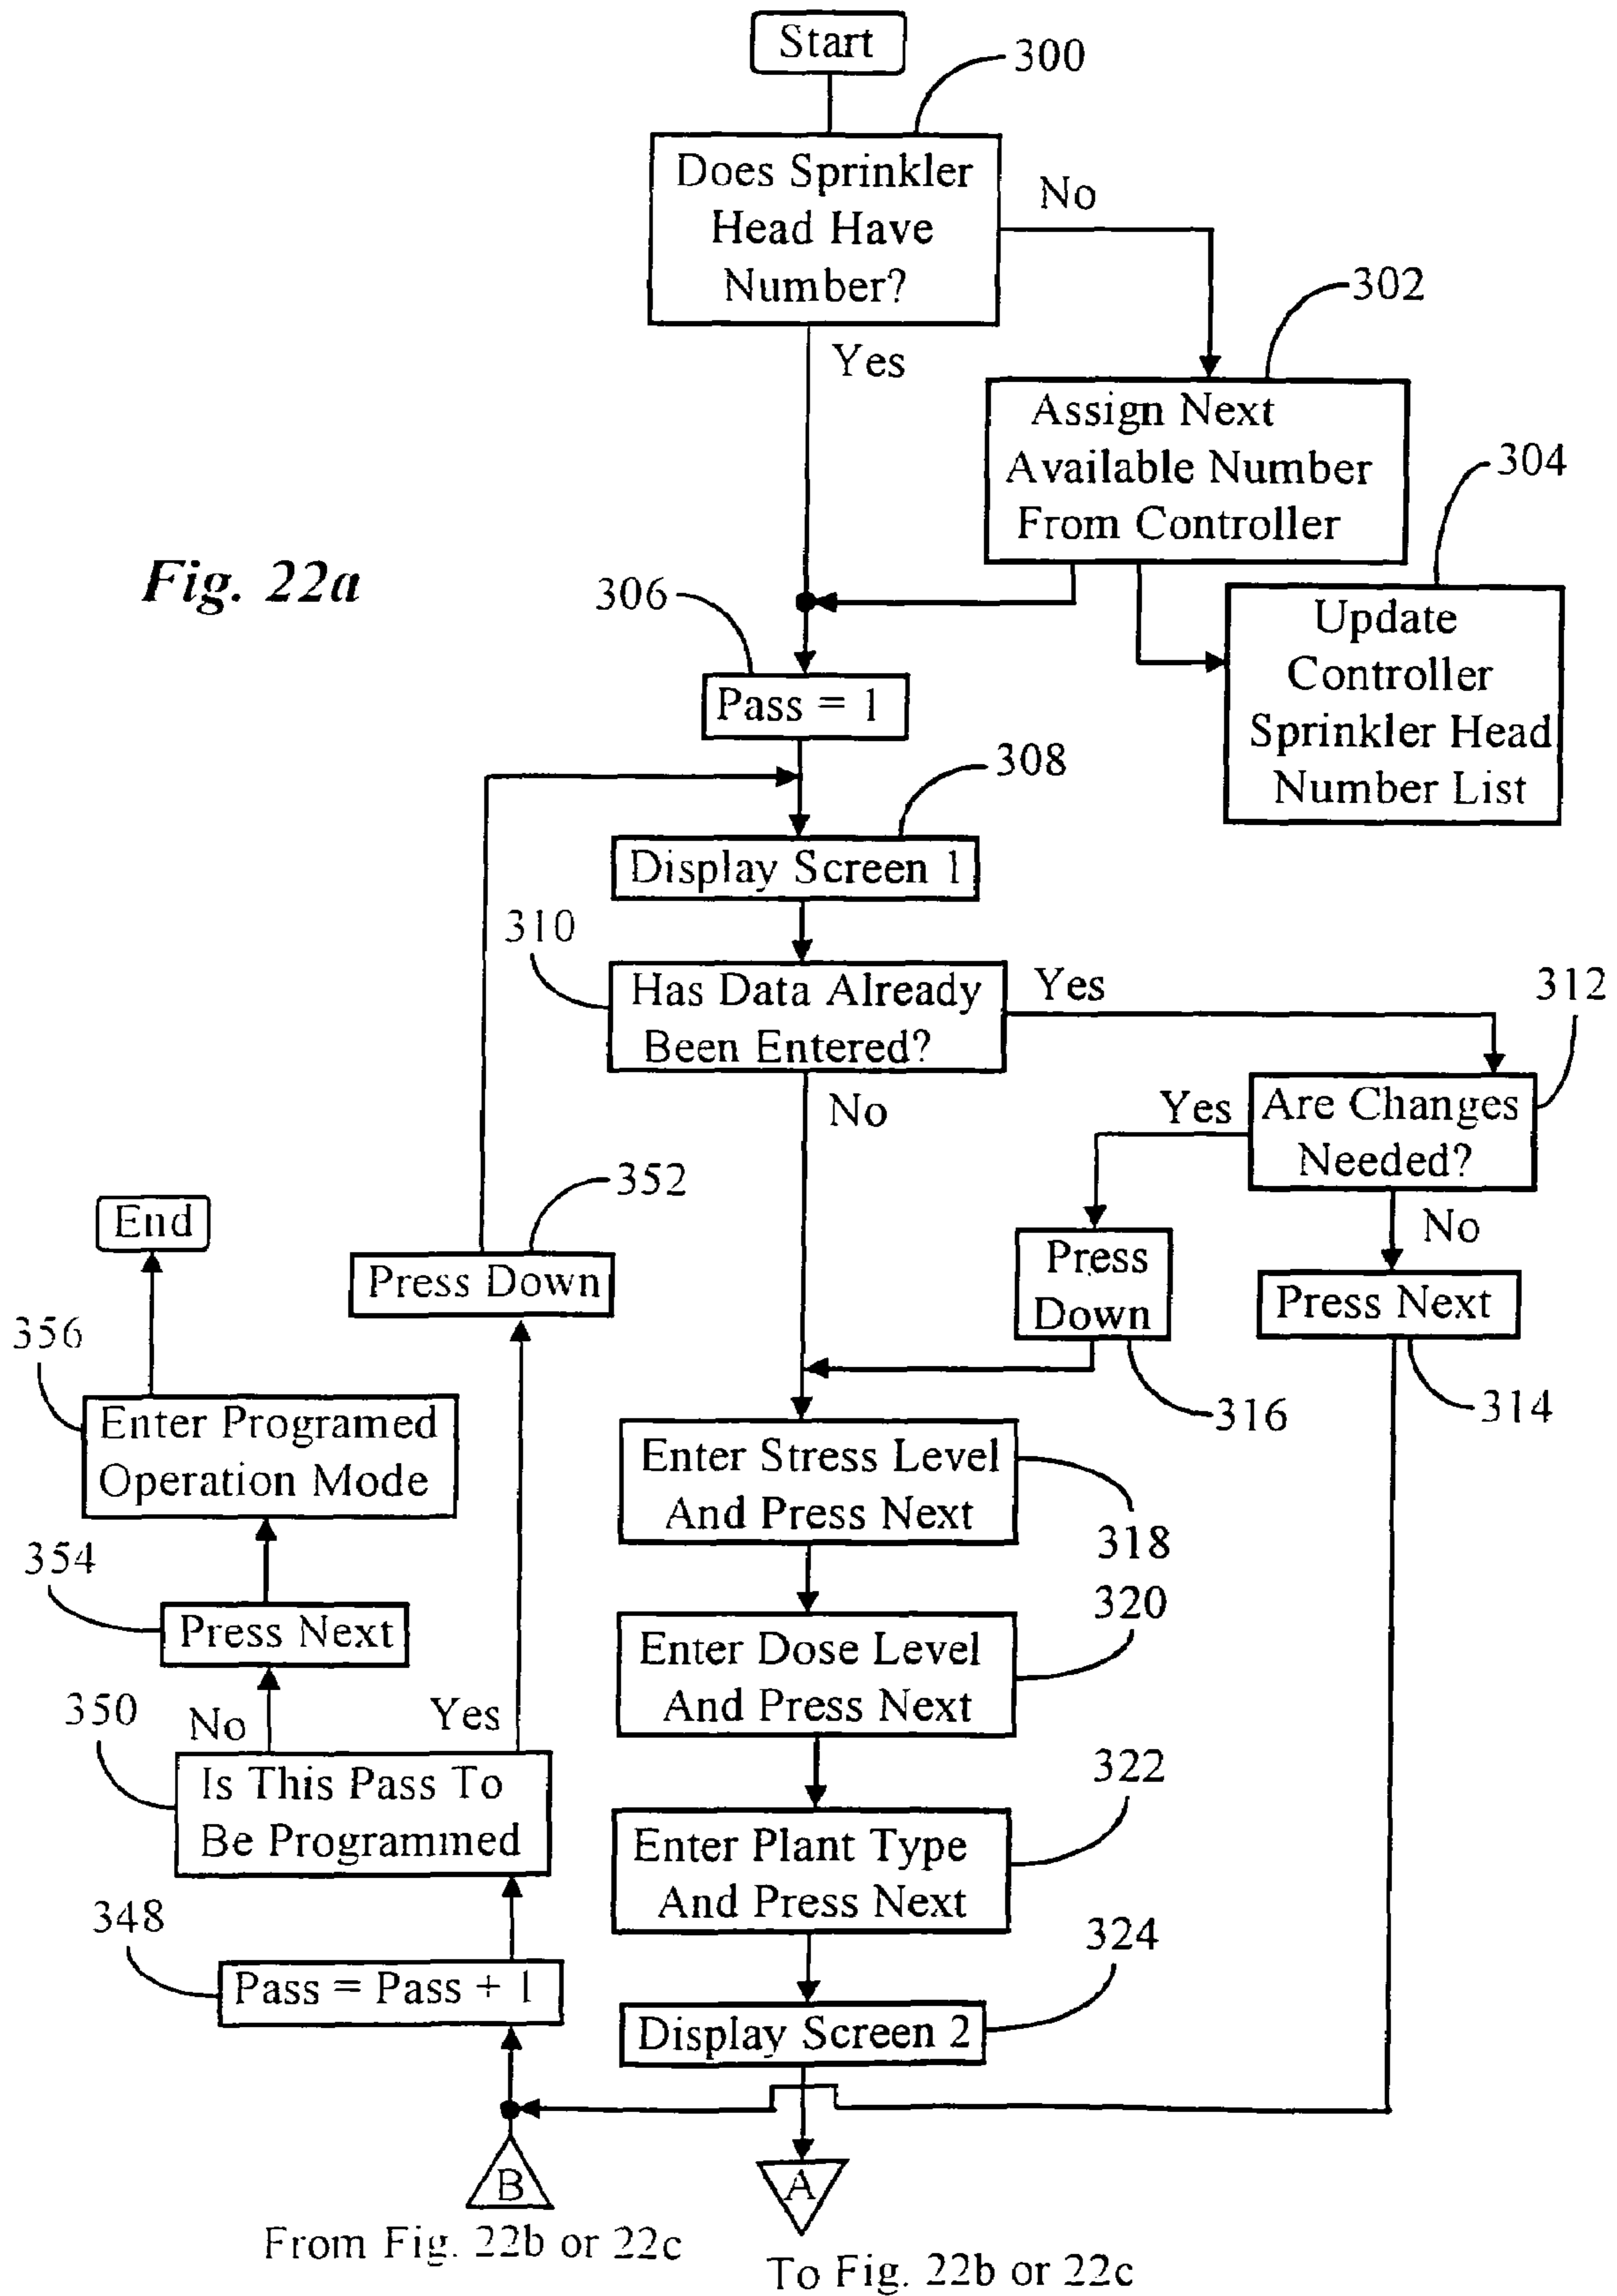 Start
300
Does Sprinkler
Head Have
Number?
No
Yes
302
Assign Next
Available Number
From Controller
304
Update
Controller
Sprinkler Head
Number List
Fig. 22a
306
Pass = 1
308
Display Screen 1
310
Has Data Already
Been Entered?
Yes
No
312
Are Changes
Needed?
Yes
No
Press
Down
316
Press Next
314
352
Press Down
End
356
Enter Programed
Operation Mode
354
Press Next
350
No
Yes
Is This Pass To
Be Programmed
348
Pass = Pass + 1
Enter Stress Level
And Press Next
318
320
Enter Dose Level
And Press Next
322
Enter Plant Type
And Press Next
324
Display Screen 2
B
From Fig. 22b or 22c
A
To Fig. 22b or 22c